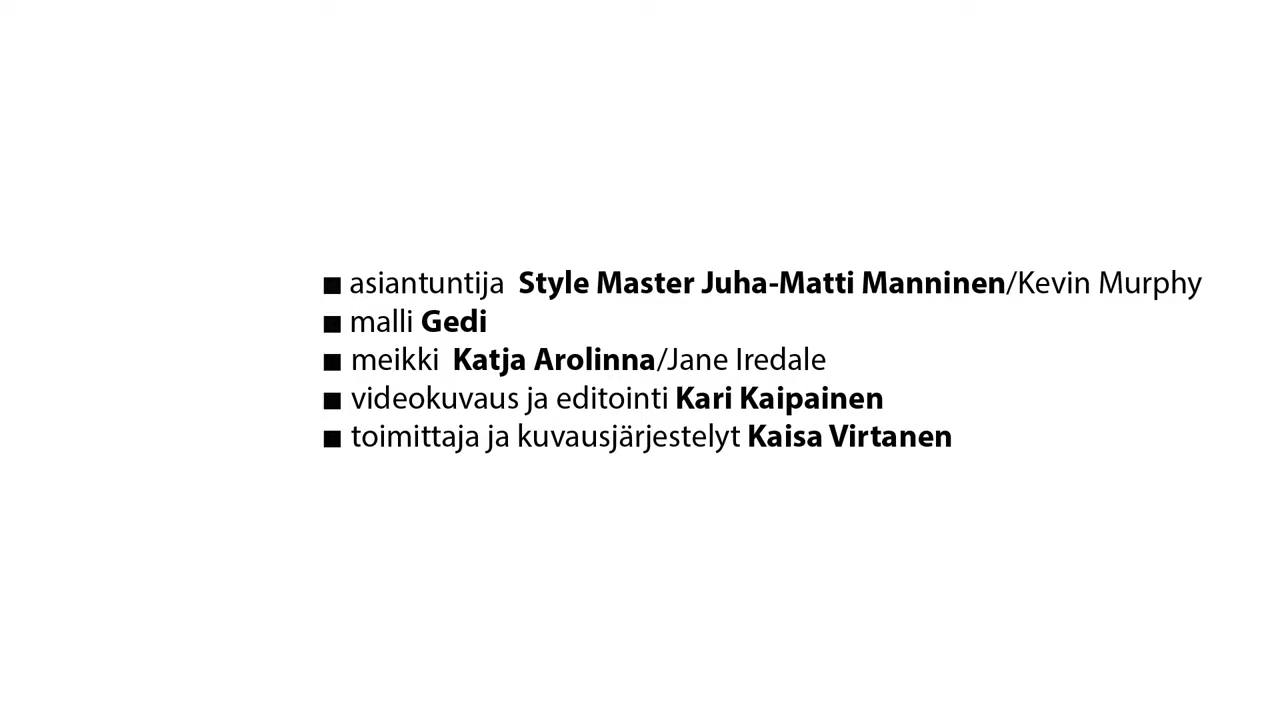 ■ asiantuntija Style Master Juha-Matti Manninen/Kevin Murphy
■ malli Gedi
■ meikki Katja Arolinna/Jane Iredale
■ videokuvaus ja editointi Kari Kaipainen
■ toimittaja ja kuvausjärjestelyt Kaisa Virtanen